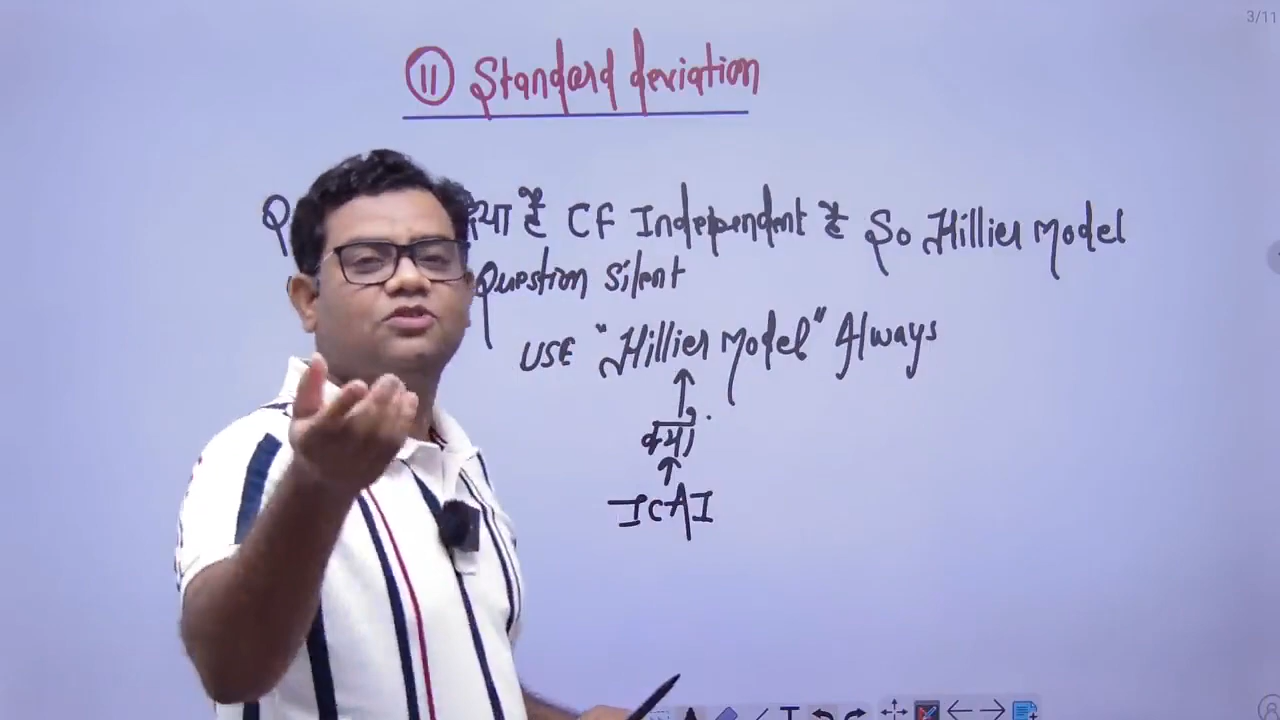 3/11
11 Standard deviation
है CF Independent है So Hillier Model
Question Silent
USE "Hillier Model" Always
क्यों
ICAI